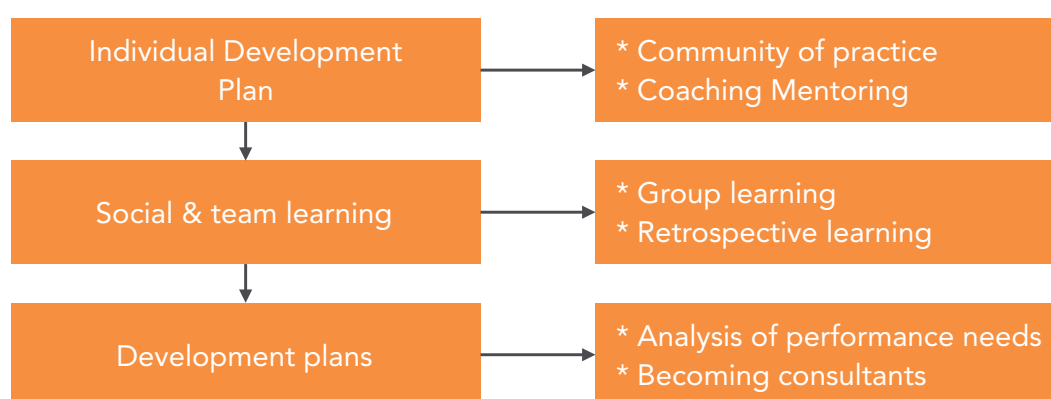 Individual Development
Plan
* Community of practice
* Coaching Mentoring
Social & team learning
* Group learning
* Retrospective learning
Development plans
* Analysis of performance needs
* Becoming consultants